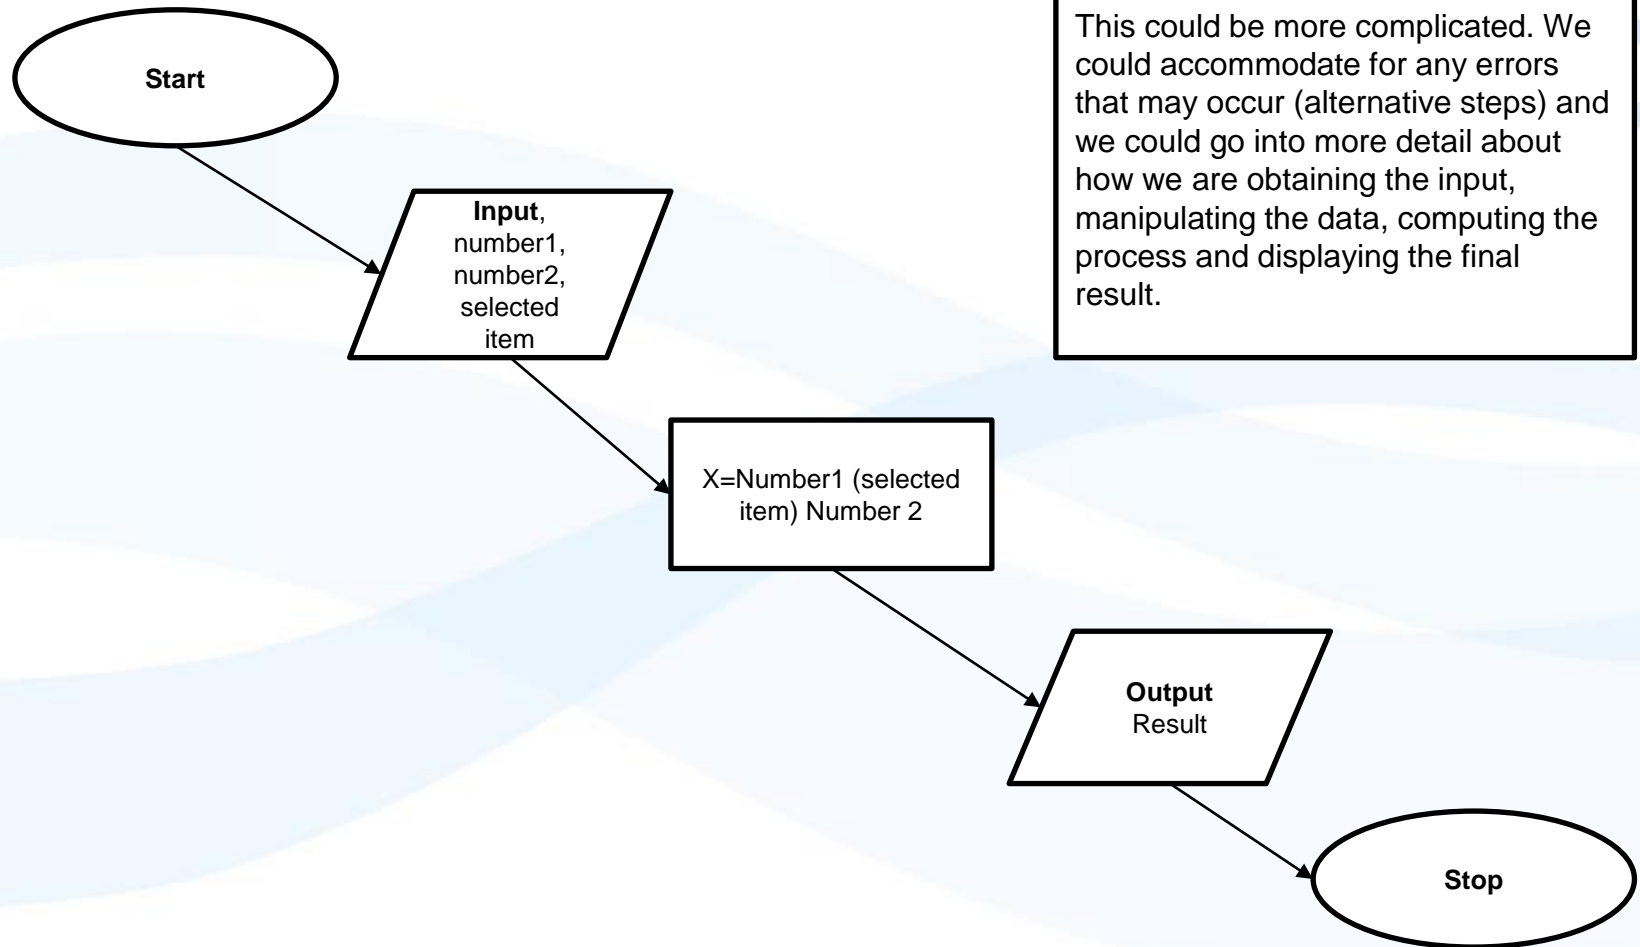 Start
This could be more complicated. We
could accommodate for any errors
that may occur (alternative steps) and
we could go into more detail about
how we are obtaining the input,
manipulating the data, computing the
process and displaying the final
result.
Input,
number1,
number2,
selected
item
X=Number1 (selected
item) Number 2
Output
Result
Stop